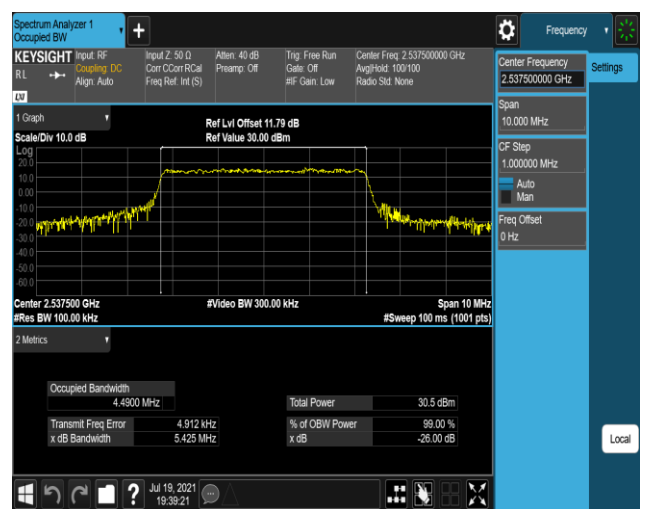 Spectrum Analyzer 1
Occupied BW
+
Frequency
KEYSIGHT
RL
LXI
Input: RF
Coupling: DC
Align: Auto
Input Z: 50 Ω
Corr CCorr RCal
Freq Ref: Int (S)
Atten: 40 dB
Preamp: Off
Trig: Free Run
Gate: Off
#IF Gain: Low
Center Freq: 2.537500000 GHz
Avg|Hold: 100/100
Radio Std: None
Center Frequency
2.537500000 GHz
Settings
Span
10.000 MHz
CF Step
1.000000 MHz
Auto
Man
Freq Offset
0 Hz
Local
1 Graph
Scale/Div 10.0 dB
Ref Lvl Offset 11.79 dB
Ref Value 30.00 dBm
Log
20.0
10.0
0.00
-10.0
-20.0
-30.0
-40.0
-50.0
-60.0
Center 2.537500 GHz
#Video BW 300.00 kHz
Span 10 MHz
#Res BW 100.00 kHz
#Sweep 100 ms (1001 pts)
2 Metrics
Occupied Bandwidth
4.4900 MHz
Total Power 30.5 dBm
Transmit Freq Error 4.912 kHz
% of OBW Power 99.00 %
x dB Bandwidth 5.425 MHz
x dB -26.00 dB
?
Jul 19, 2021
19:39:21